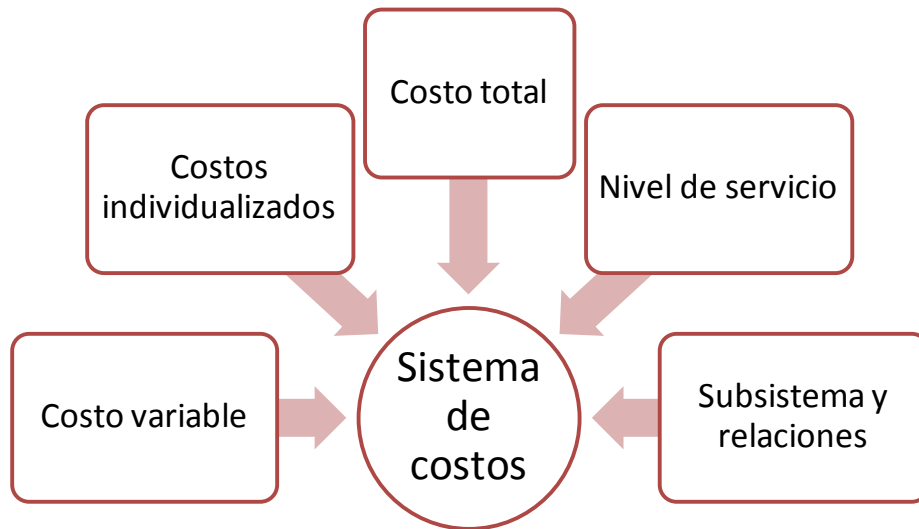 Costo total
Costos
individualizados
Nivel de servicio
Costo variable
Sistema
de
costos
Subsistema y
relaciones